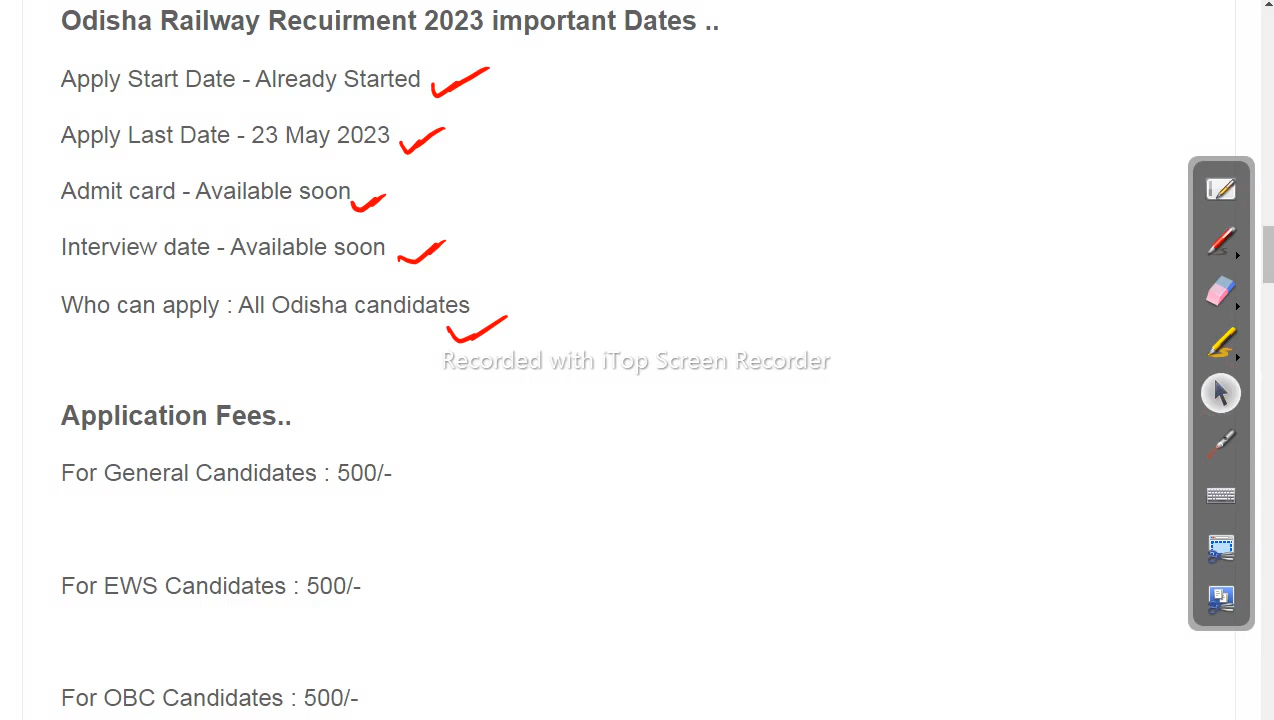 Odisha Railway Recuirment 2023 important Dates ..
Apply Start Date - Already Started
Apply Last Date - 23 May 2023
Admit card - Available soon
Interview date - Available soon
Who can apply : All Odisha candidates
Recorded with iTop Screen Recorder
Application Fees..
For General Candidates : 500/-
For EWS Candidates : 500/-
For OBC Candidates : 500/-